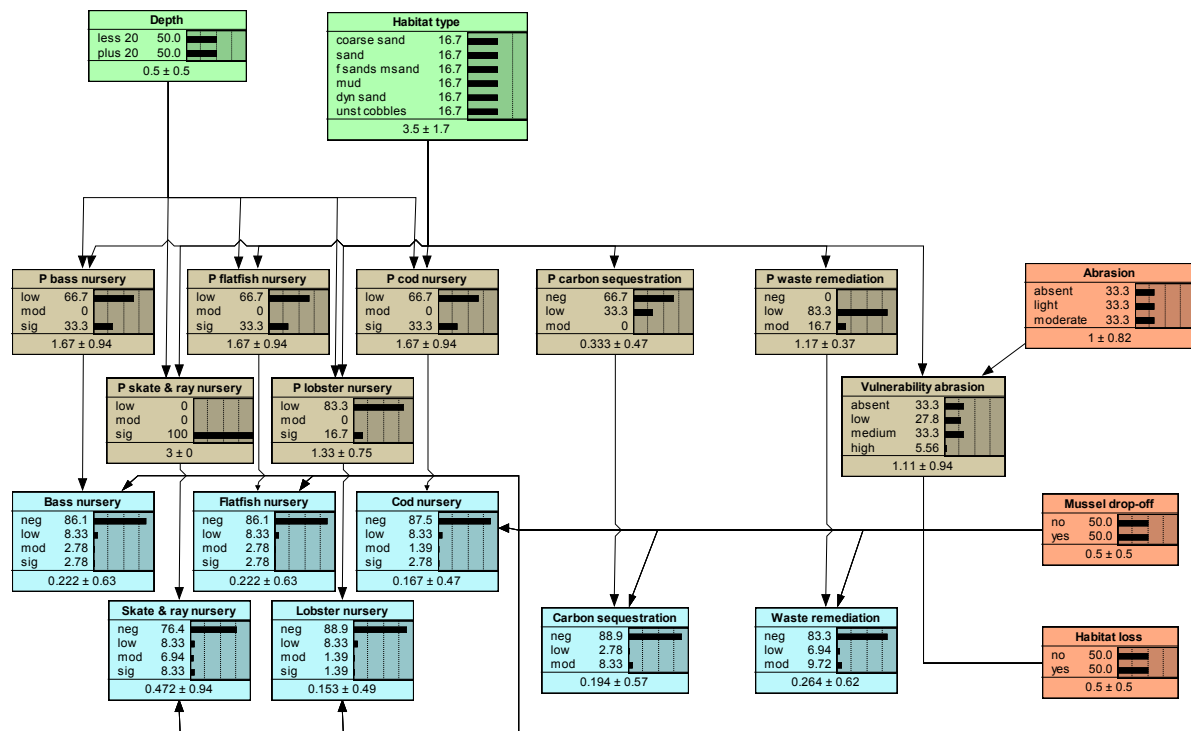 Depth
less 20 50.0
plus 20 50.0
0.5 ± 0.5
Habitat type
coarse sand 16.7
sand 16.7
f sands msand 16.7
mud 16.7
dyn sand 16.7
unst cobbles 16.7
3.5 ± 1.7
P bass nursery
low 66.7
mod 0
sig 33.3
1.67 ± 0.94
P flatfish nursery
low 66.7
mod 0
sig 33.3
1.67 ± 0.94
P cod nursery
low 66.7
mod 0
sig 33.3
1.67 ± 0.94
P carbon sequestration
neg 66.7
low 33.3
mod 0
0.333 ± 0.47
P waste remediation
neg 0
low 83.3
mod 16.7
1.17 ± 0.37
Abrasion
absent 33.3
light 33.3
moderate 33.3
1 ± 0.82
P skate & ray nursery
low 0
mod 0
sig 100
3 ± 0
P lobster nursery
low 83.3
mod 0
sig 16.7
1.33 ± 0.75
Vulnerability abrasion
absent 33.3
low 27.8
medium 33.3
high 5.56
1.11 ± 0.94
Bass nursery
neg 86.1
low 8.33
mod 2.78
sig 2.78
0.222 ± 0.63
Flatfish nursery
neg 86.1
low 8.33
mod 2.78
sig 2.78
0.222 ± 0.63
Cod nursery
neg 87.5
low 8.33
mod 1.39
sig 2.78
0.167 ± 0.47
Mussel drop-off
no 50.0
yes 50.0
0.5 ± 0.5
Skate & ray nursery
neg 76.4
low 8.33
mod 6.94
sig 8.33
0.472 ± 0.94
Lobster nursery
neg 88.9
low 8.33
mod 1.39
sig 1.39
0.153 ± 0.49
Carbon sequestration
neg 88.9
low 2.78
mod 8.33
0.194 ± 0.57
Waste remediation
neg 83.3
low 6.94
mod 9.72
0.264 ± 0.62
Habitat loss
no 50.0
yes 50.0
0.5 ± 0.5